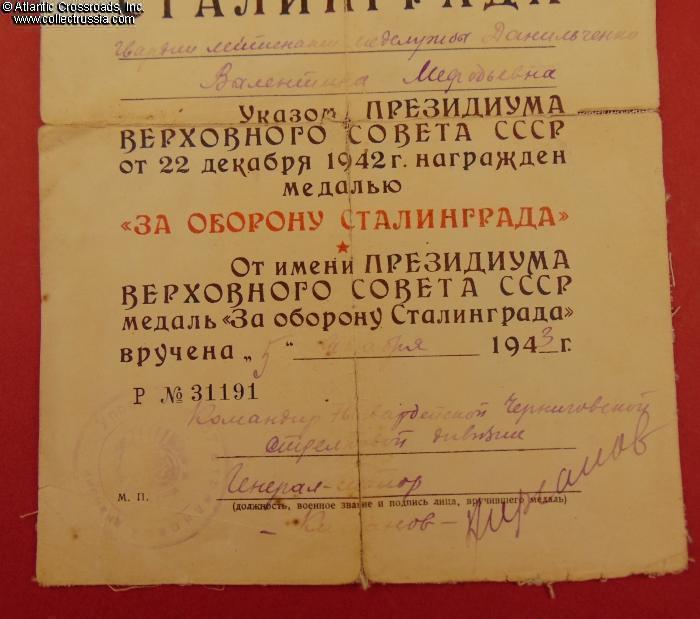 © Atlantic Crossroads, Inc.
www.collectrussia.com
СТАЛИНГРАДА
Гвардии лейтенант медслужбы Данильченко
Валентина Мефодьевна
Указом ПРЕЗИДИУМА
ВЕРХОВНОГО СОВЕТА СССР
от 22 декабря 1942 г. награжден
медалью
«ЗА ОБОРОНУ СТАЛИНГРАДА»
От имени ПРЕЗИДИУМА
ВЕРХОВНОГО СОВЕТА СССР
медаль «За оборону Сталинграда»
вручена „5“ 1943 г.
Р № 31191
Командир 76 Гвардейской Черниговской
стрелковой дивизии
Генерал-майор
М. П.
(должность, военное звание и подпись лица, вручившего медаль)